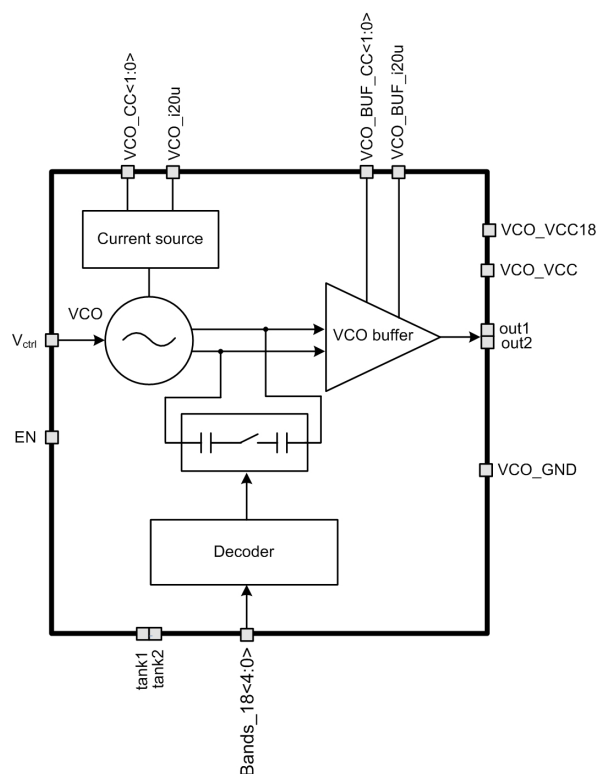 VCO_CC<1:0>
VCO_i20u
VCO_BUF_CC<1:0>
VCO_BUF_i20u
Current source
VCO_VCC18
VCO_VCC
VCO
Vctrl
VCO buffer
out1
out2
EN
VCO_GND
Decoder
tank1
tank2
Bands_18<4:0>